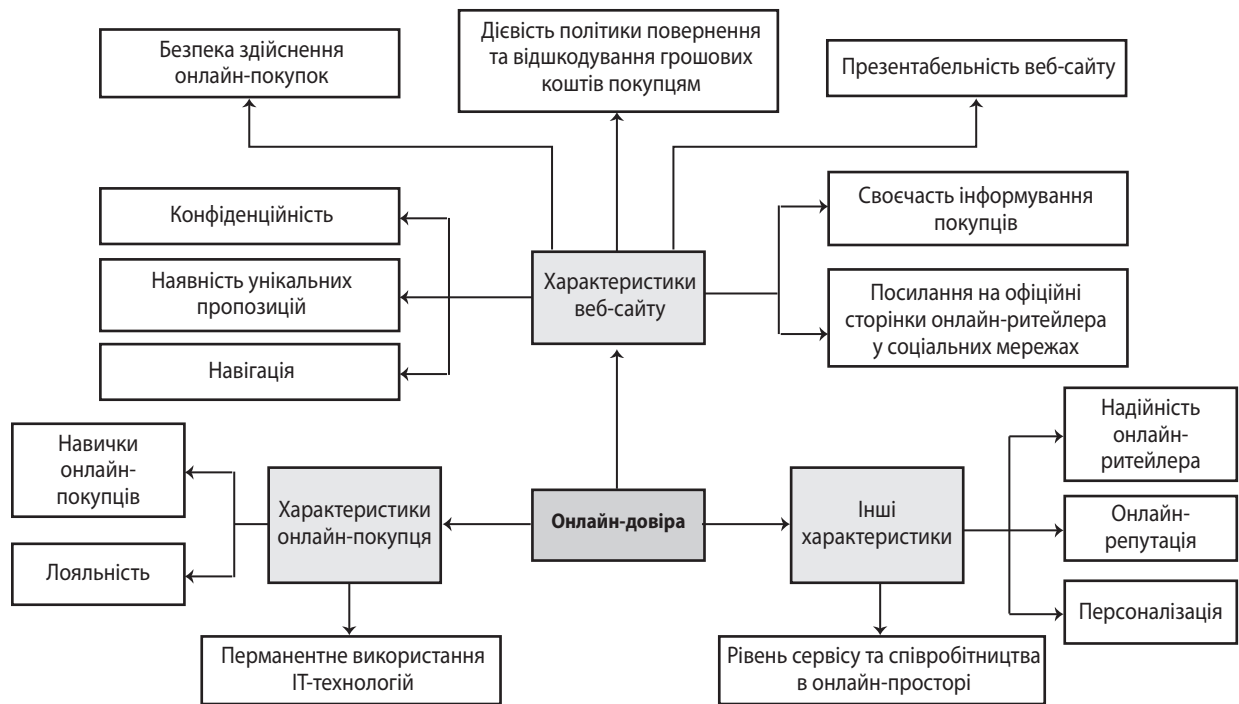 Безпека здійснення
онлайн-покупок
Дієвість політики повернення
та відшкодування грошових
коштів покупцям
Презентабельність веб-сайту
Конфіденційність
Наявність унікальних
пропозицій
Навігація
Характеристики
веб-сайту
Своєчасть інформування
покупців
Посилання на офіційні
сторінки онлайн-ритейлера
у соціальних мережах
Навички
онлайн-
покупців
Лояльність
Характеристики
онлайн-покупця
Онлайн-довіра
Інші
характеристики
Надійність
онлайн-
ритейлера
Онлайн-
репутація
Персоналізація
Перманентне використання
ІТ-технологій
Рівень сервісу та співробітництва
в онлайн-просторі